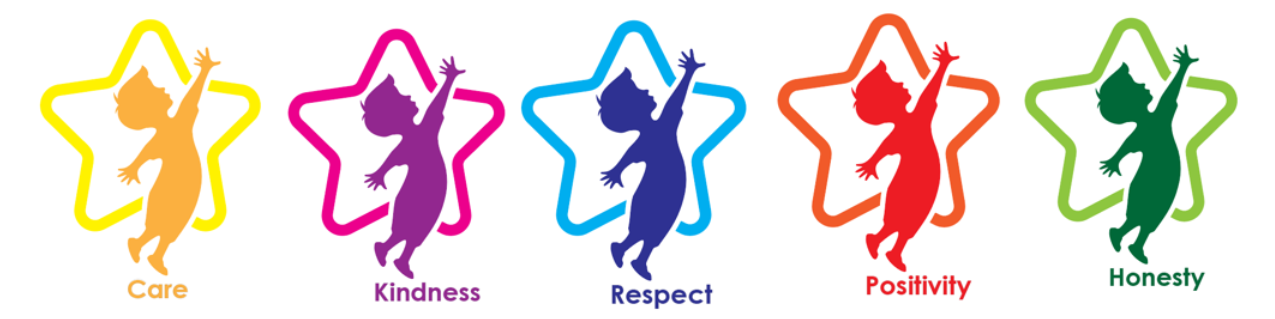 Care
Kindness
Respect
Positivity
Honesty